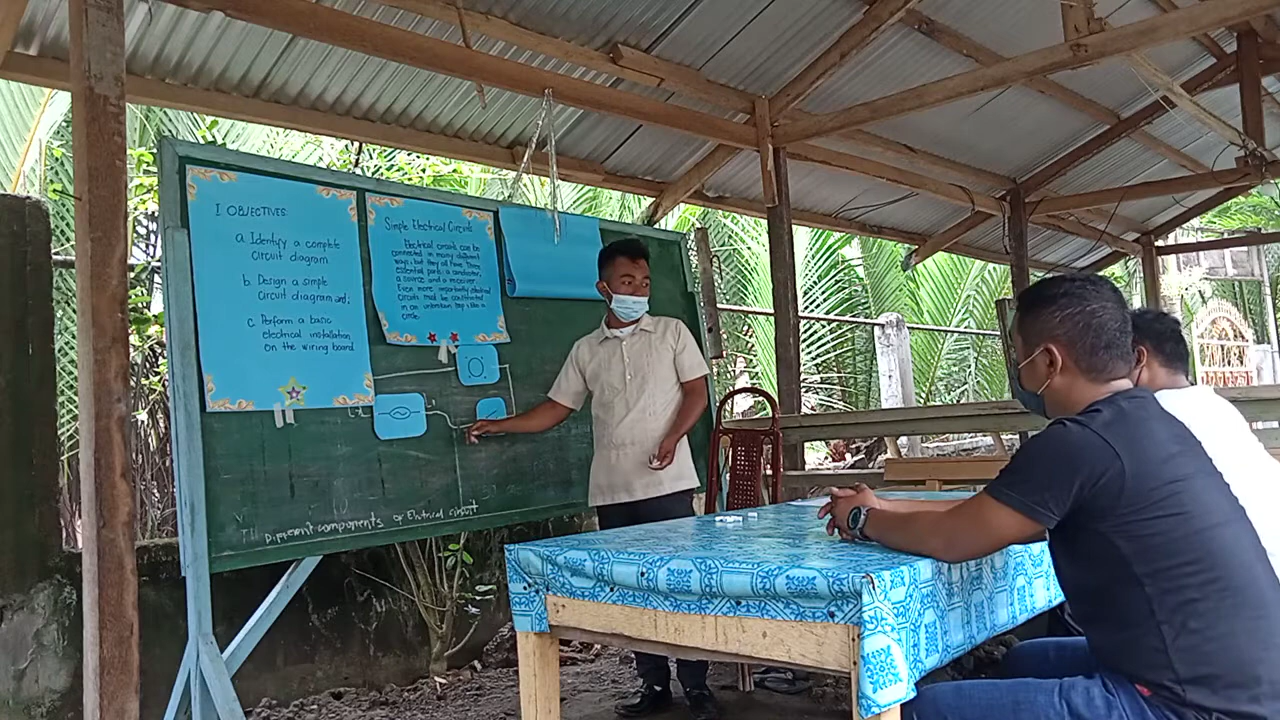 I OBJECTIVES:
a. Identify a complete
circuit diagram
b. Design a simple
circuit diagram and;
c. Perform a basic
electrical installation
on the wiring board
Simple Electrical Circuits
Electrical circuits can be
connected in many different
ways, but they all have three
essential parts: a conductor,
a source and a receiver.
Even more importantly, electrical
circuits must be constructed
in an unbroken loop
circle.
Different components of Electrical circuit